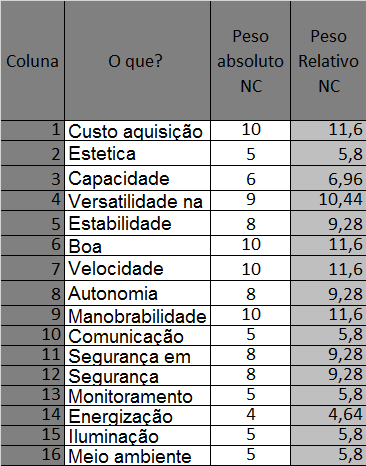 Coluna O que? Peso absoluto NC Peso Relativo NC
1 Custo aquisição 10 11,6
2 Estetica 5 5,8
3 Capacidade 6 6,96
4 Versatilidade na 9 10,44
5 Estabilidade 8 9,28
6 Boa 10 11,6
7 Velocidade 10 11,6
8 Autonomia 8 9,28
9 Manobrabilidade 10 11,6
10 Comunicação 5 5,8
11 Segurança em 8 9,28
12 Segurança 8 9,28
13 Monitoramento 5 5,8
14 Energização 4 4,64
15 Iluminação 5 5,8
16 Meio ambiente 5 5,8